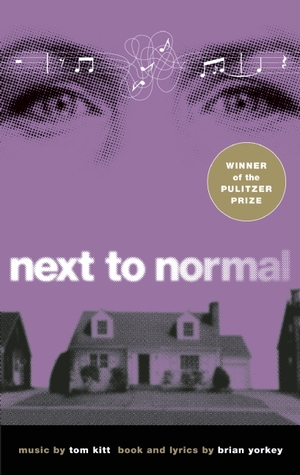 WINNER
of the
PULITZER
PRIZE
next to normal
music by tom kitt book and lyrics by brian yorkey